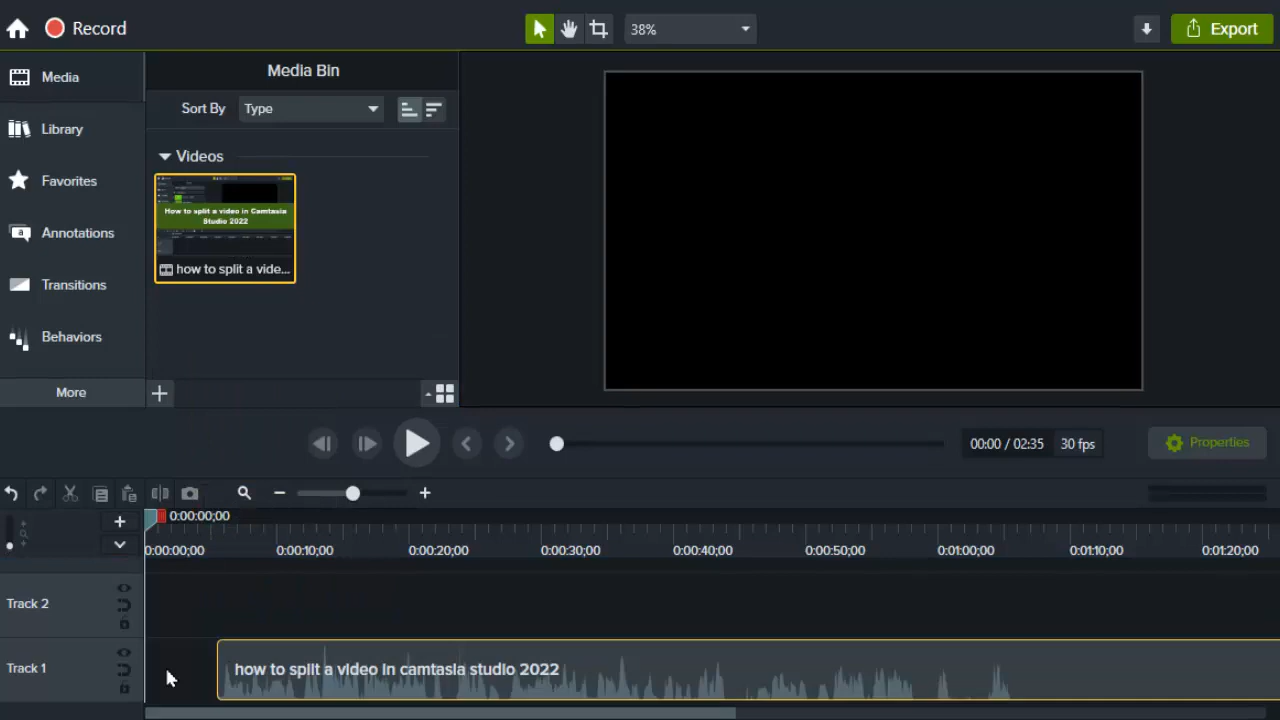 Record
38%
Export
Media
Library
Favorites
Annotations
a
Transitions
Behaviors
More
Media Bin
Sort By
Type
Videos
How to split a video in Camtasia
Studio 2022
how to split a vide...
00:00 / 02:35
30 fps
Properties
0:00:00;00
0:00:00;00
0:00:10;00
0:00:20;00
0:00:30;00
0:00:40;00
0:00:50;00
0:01:00;00
0:01:10;00
0:01:20;00
Track 2
Track 1
how to split a video in camtasia studio 2022